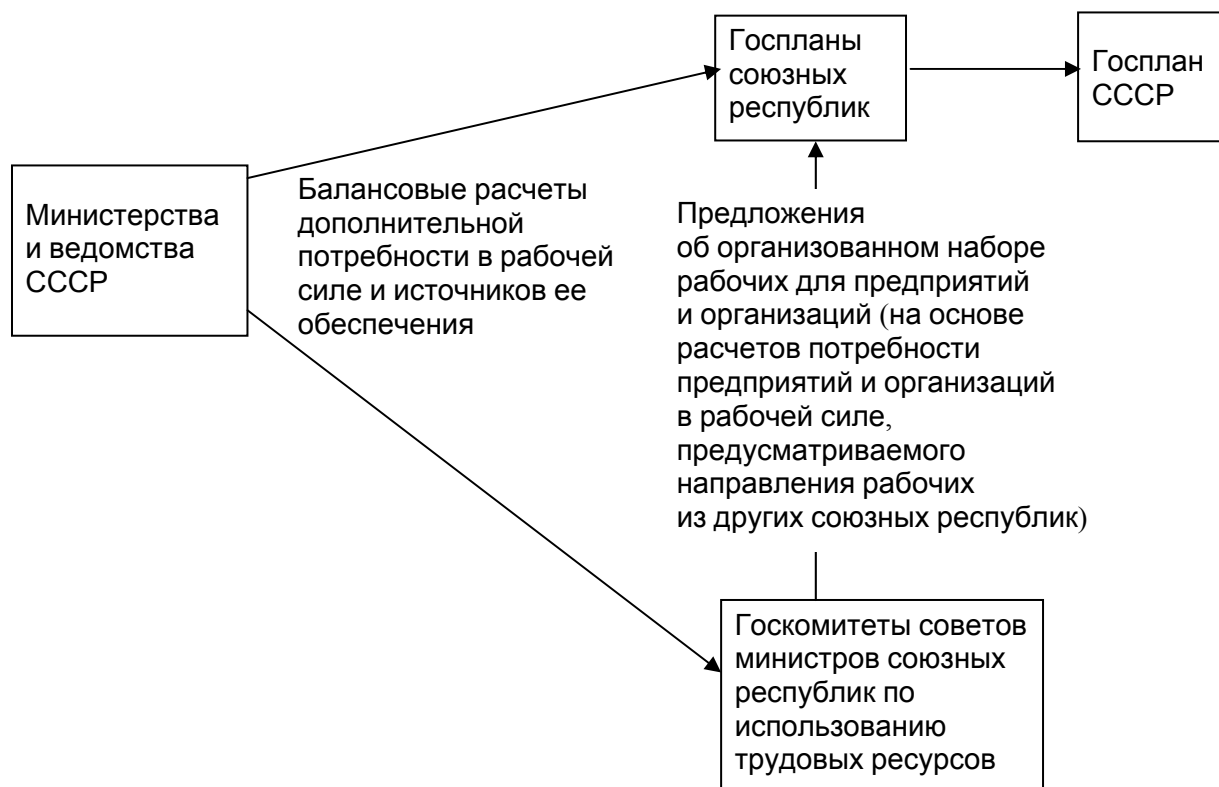 Госпланы
союзных
республик
Госплан
СССР
Министерства
и ведомства
СССР
Балансовые расчеты
дополнительной
потребности в рабочей
силе и источников ее
обеспечения
Предложения
об организованном наборе
рабочих для предприятий
и организаций (на основе
расчетов потребности
предприятий и организаций
в рабочей силе,
предусматриваемого
направления рабочих
из других союзных республик)
Госкомитеты советов
министров союзных
республик по
использованию
трудовых ресурсов